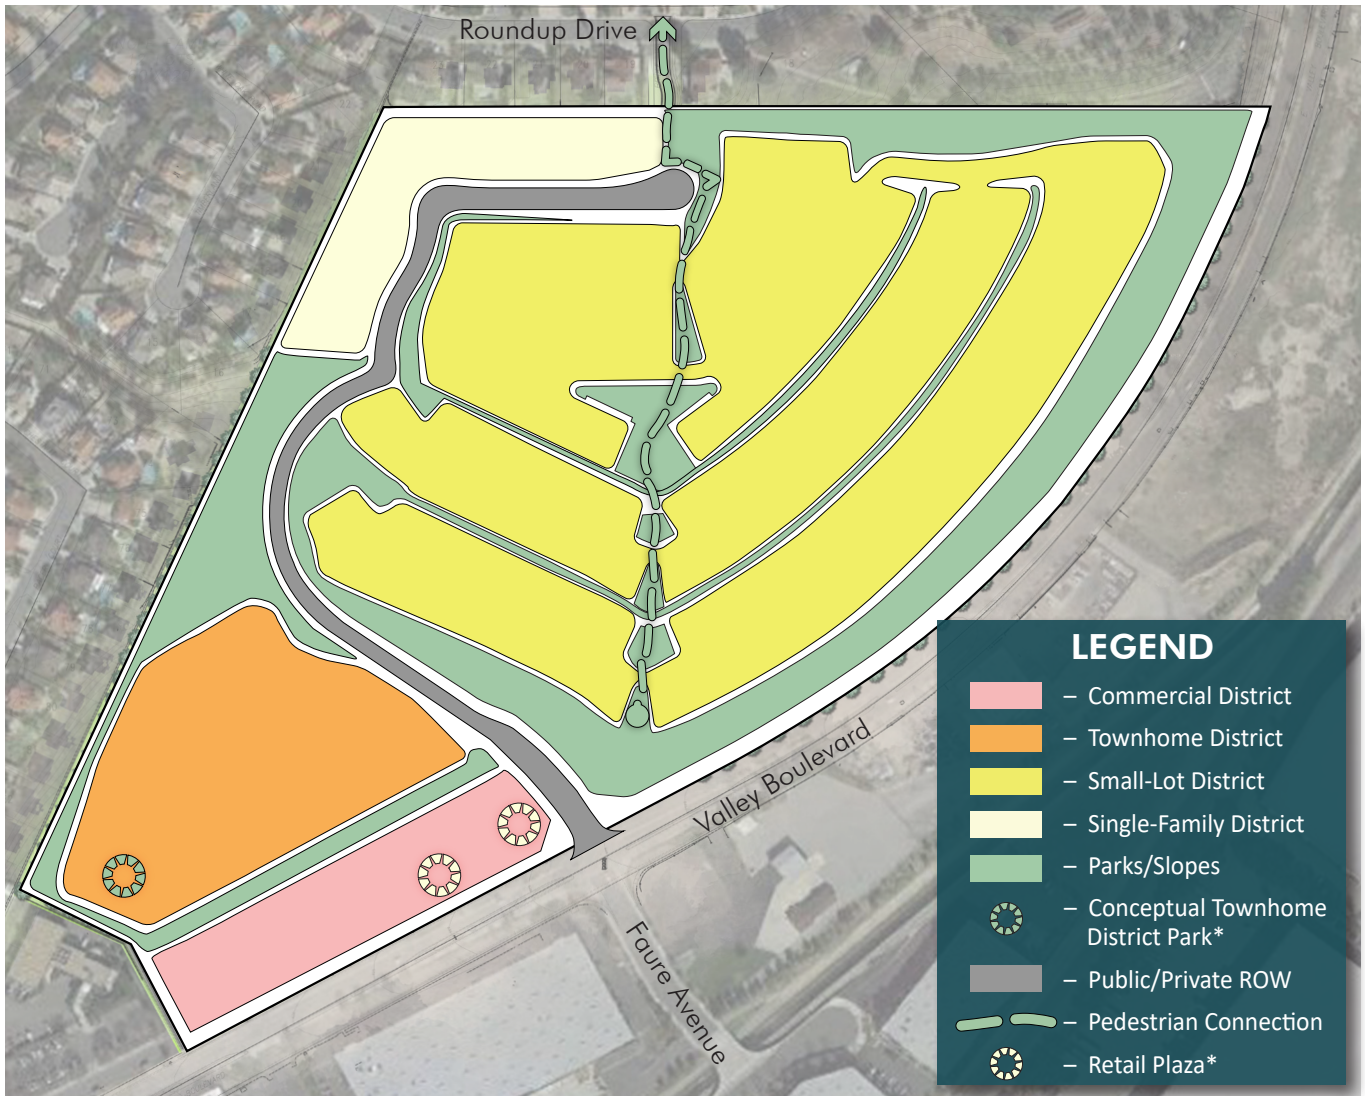 Roundup Drive
Valley Boulevard
Faure Avenue
LEGEND
– Commercial District
– Townhome District
– Small-Lot District
– Single-Family District
– Parks/Slopes
– Conceptual Townhome
District Park*
– Public/Private ROW
– Pedestrian Connection
– Retail Plaza*